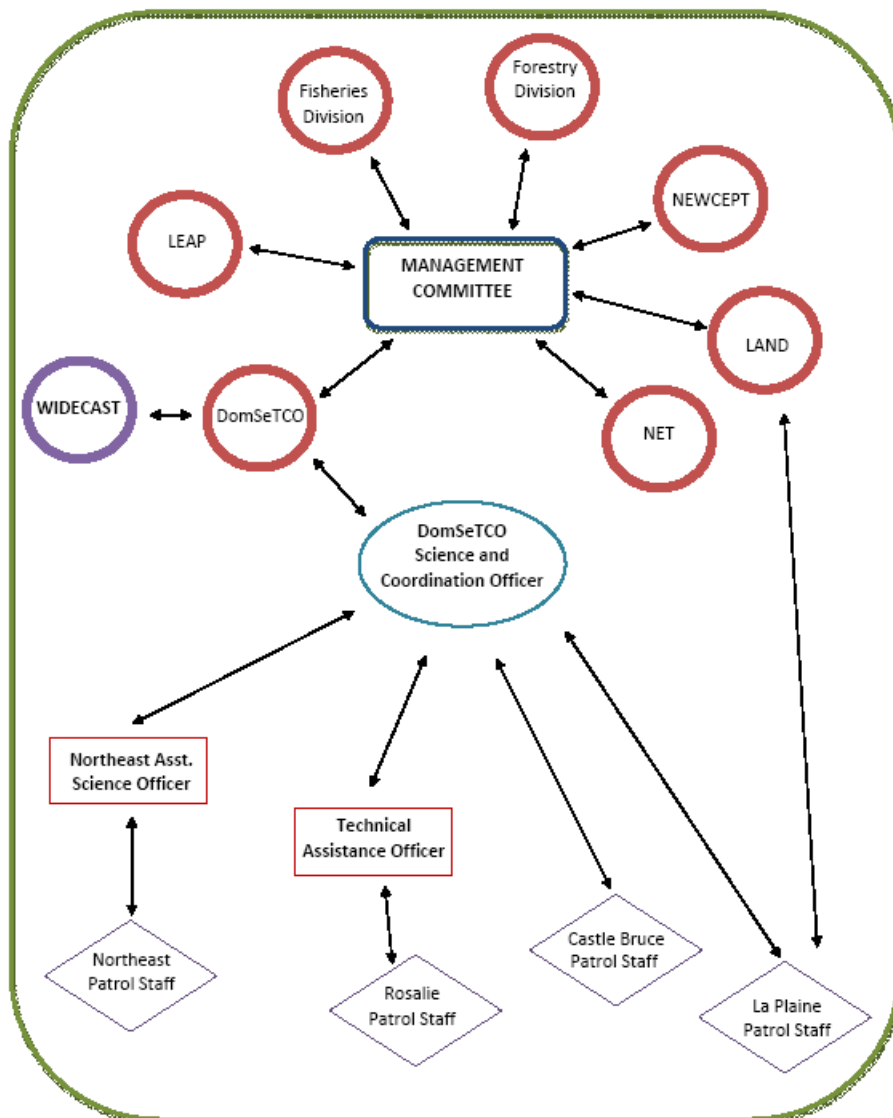 Fisheries
Division
Forestry
Division
NEWCEPT
LEAP
MANAGEMENT
COMMITTEE
LAND
WIDECAST
DomSeTCO
NET
DomSeTCO
Science and
Coordination Officer
Northeast Asst.
Science Officer
Technical
Assistance Officer
Northeast
Patrol Staff
Rosalie
Patrol Staff
Castle Bruce
Patrol Staff
La Plaine
Patrol Staff